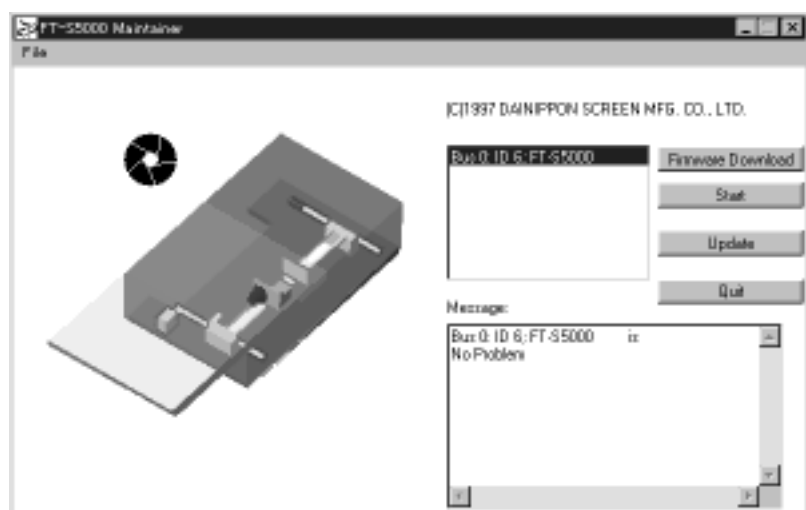 FT-S5000 Maintainer
File
(C)1997 DAINIPPON SCREEN MFG. CO., LTD.
Bus 0: ID 6; FT-S5000
Firmware Download
Start
Update
Quit
Message:
Bus 0: ID 6; FT-S5000 is
No Problem